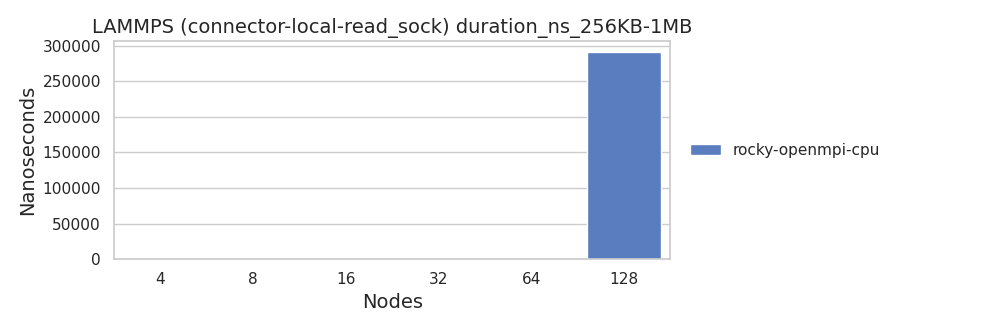 LAMMPS (connector-local-read_sock) duration_ns_256KB-1MB
Nanoseconds
300000
250000
200000
150000
100000
50000
0
4 8 16 32 64 128
Nodes
rocky-openmpi-cpu